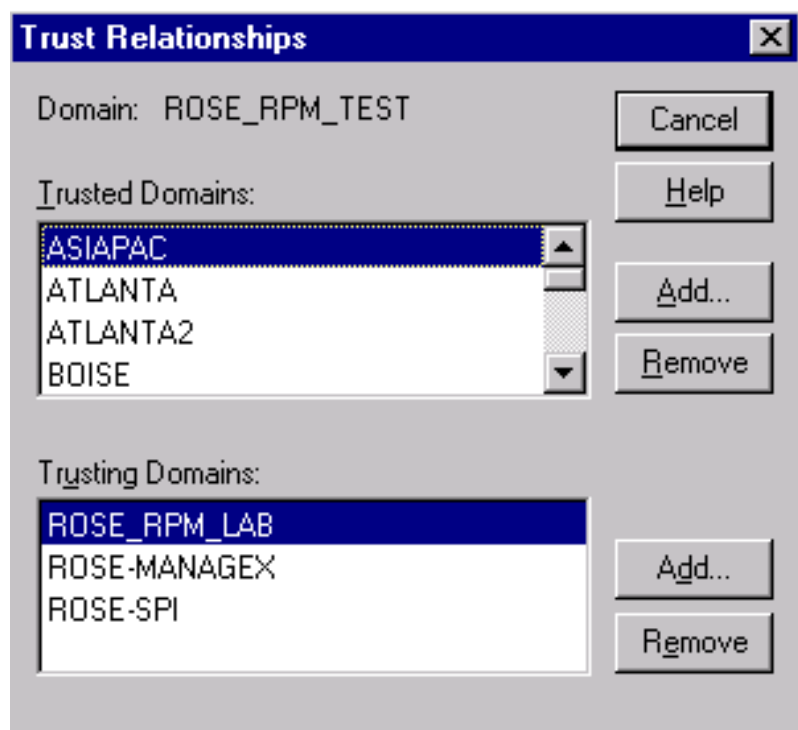 Trust Relationships
Domain: ROSE_RPM_TEST
Cancel
Help
Trusted Domains:
ASIAPAC
ATLANTA
ATLANTA2
BOISE
Add...
Remove
Trusting Domains:
ROSE_RPM_LAB
ROSE-MANAGEX
ROSE-SPI
Add...
Remove